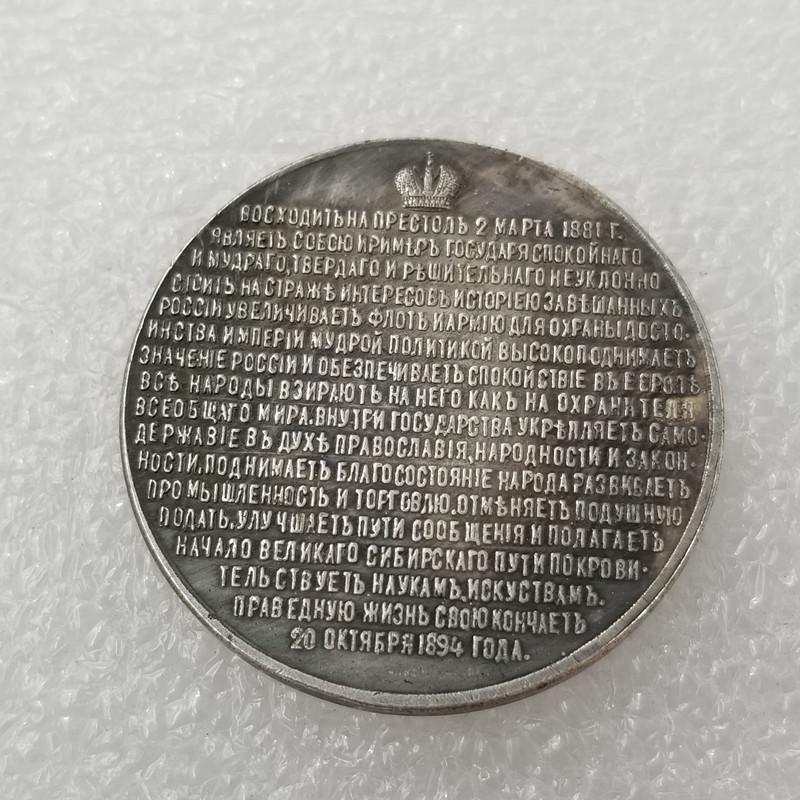 ВОСХОДИТЪ НА ПРЕСТОЛЪ 2 МАРТА 1881 Г.
ЯВЛЯЕТЪ СОБОЮ ПРИМѢРЪ ГОСУДАРЯ СПОКОЙНАГО
И МУДРАГО, ТВЕРДАГО И РѢШИТЕЛЬНАГО НЕУКЛОННО
СТОИТЪ НА СТРАЖѢ ИНТЕРЕСОВЪ ИСТОРІЕЮ ЗАВѢЩАННЫХЪ
РОССІИ УВЕЛИЧИВАЕТЪ ФЛОТЪ И АРМІЮ ДЛЯ ОХРАНЫ ДОСТО-
ИНСТВА ИМПЕРІИ МУДРОЙ ПОЛИТИКОЙ ВЫСОКО ПОДНИМАЕТЪ
ЗНАЧЕНІЕ РОССІИ И ОБЕЗПЕЧИВАЕТЪ СПОКОЙСТВІЕ ВЪ ЕВРОПѢ
ВСѢ НАРОДЫ ВЗИРАЮТЪ НА НЕГО КАКЪ НА ОХРАНИТЕЛЯ
ВСЕОБЩАГО МИРА. ВНУТРИ ГОСУДАРСТВА УКРѢПЛЯЕТЪ САМО-
ДЕРЖАВІЕ ВЪ ДУХѢ ПРАВОСЛАВІЯ, НАРОДНОСТИ И ЗАКОН-
НОСТИ. ПОДНИМАЕТЪ БЛАГОСОСТОЯНІЕ НАРОДА РАЗВИВАЕТЪ
ПРОМЫШЛЕННОСТЬ И ТОРГОВЛЮ. ОТМѢНЯЕТЪ ПОДУШНУЮ
ПОДАТЬ. УЛУЧШАЕТЪ ПУТИ СООБЩЕНІЯ И ПОЛАГАЕТЪ
НАЧАЛО ВЕЛИКАГО СИБИРСКАГО ПУТИ ПОКРОВИ-
ТЕЛЬСТВУЕТЪ НАУКАМЪ, ИСКУСТВАМЪ.
ПРАВЕДНУЮ ЖИЗНЬ СВОЮ КОНЧАЕТЪ
20 ОКТЯБРЯ 1894 ГОДА.